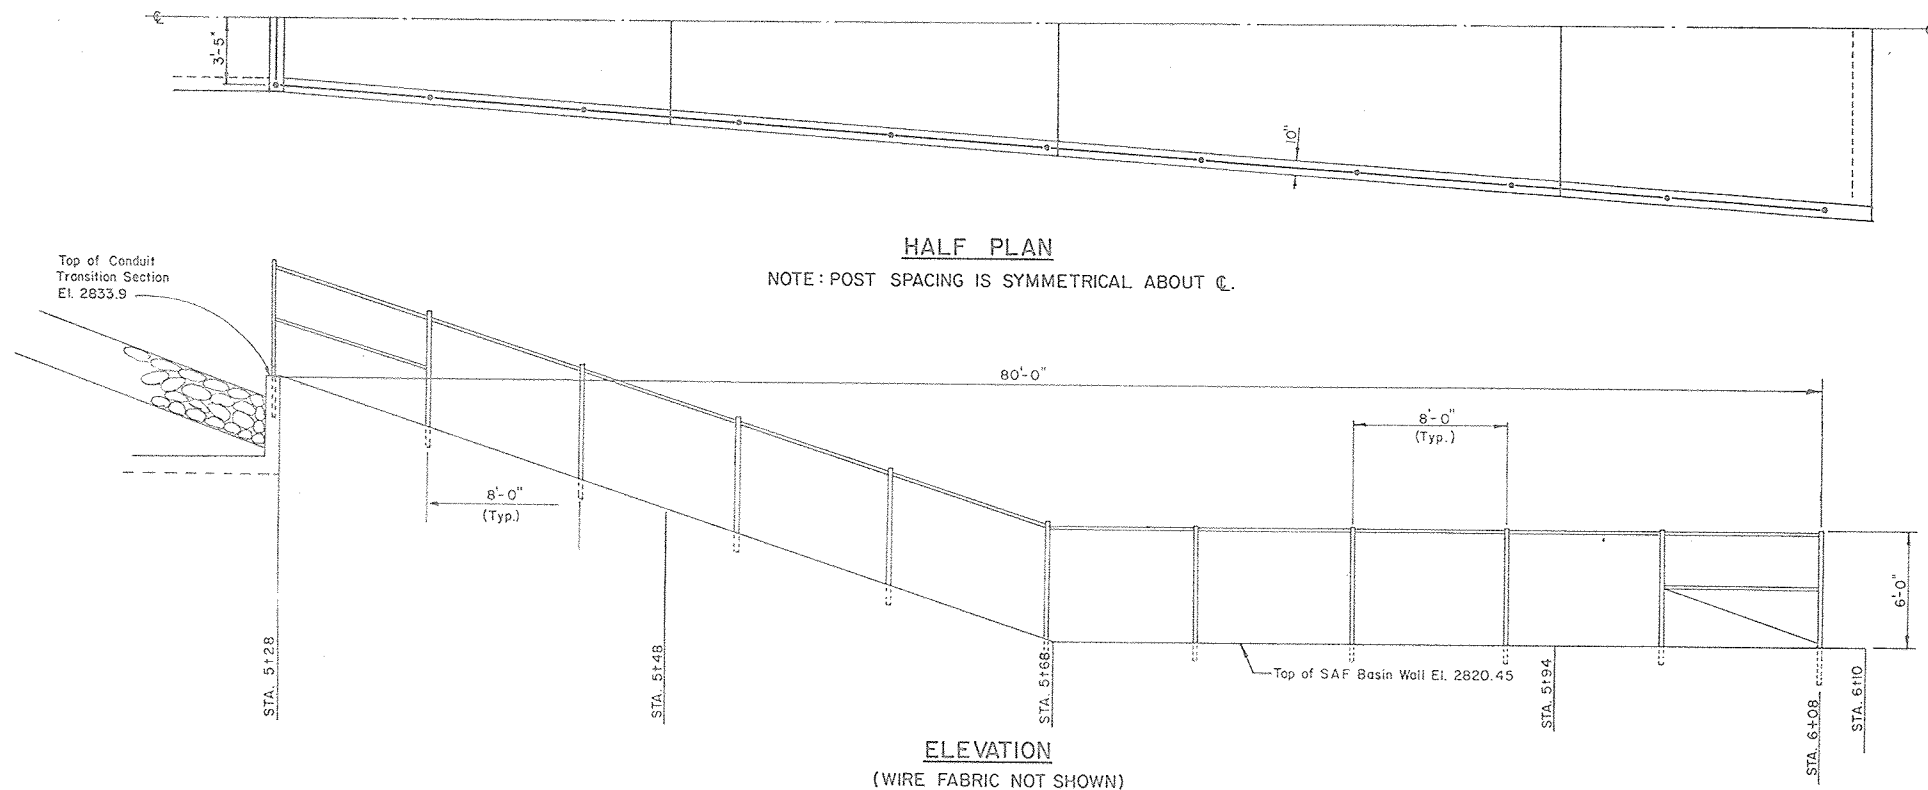 ℄
3'-5"
10"
℄
HALF PLAN
NOTE: POST SPACING IS SYMMETRICAL ABOUT ℄.
Top of Conduit
Transition Section
El. 2833.9
80'-0"
8'-0"
(Typ.)
8'-0"
(Typ.)
6'-0"
Top of SAF Basin Wall El. 2820.45
STA. 5+28
STA. 5+48
STA. 5+68
STA. 5+94
STA. 6+08
STA. 6+10
ELEVATION
(WIRE FABRIC NOT SHOWN)